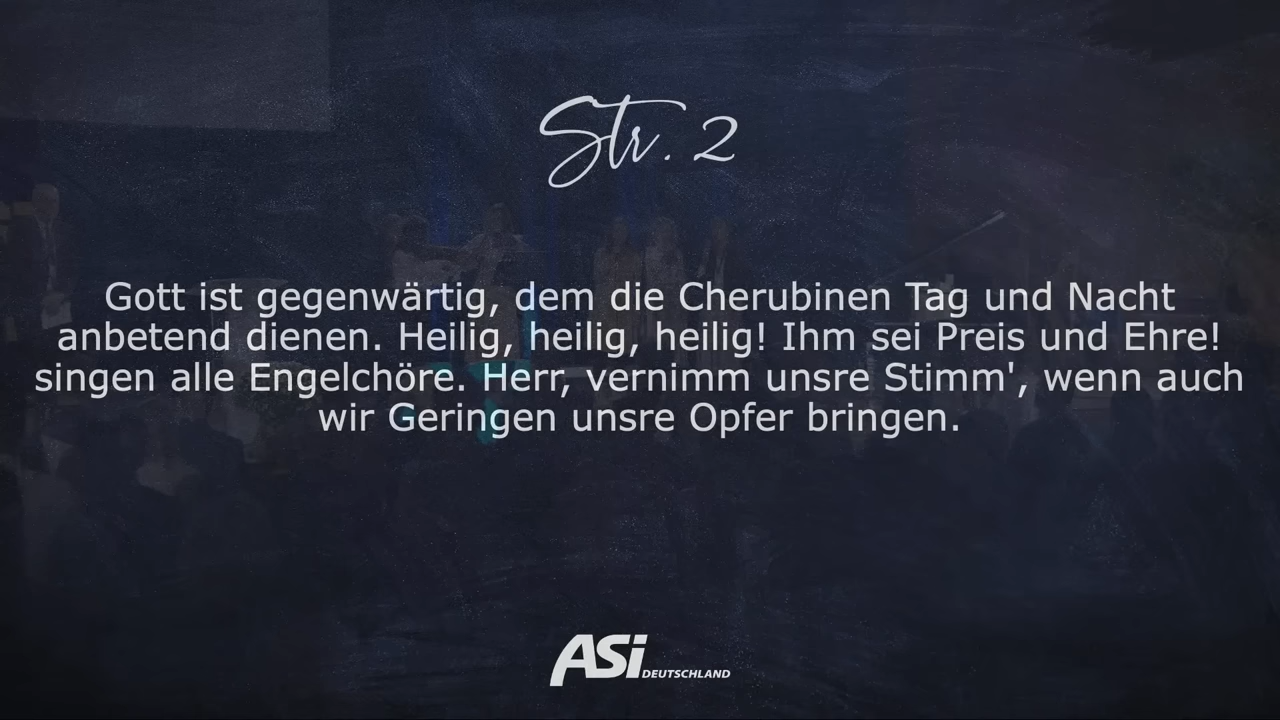 Str. 2
Gott ist gegenwärtig, dem die Cherubinen Tag und Nacht
anbetend dienen. Heilig, heilig, heilig! Ihm sei Preis und Ehre!
singen alle Engelchöre. Herr, vernimm unsre Stimm', wenn auch
wir Geringen unsre Opfer bringen.
ASi DEUTSCHLAND